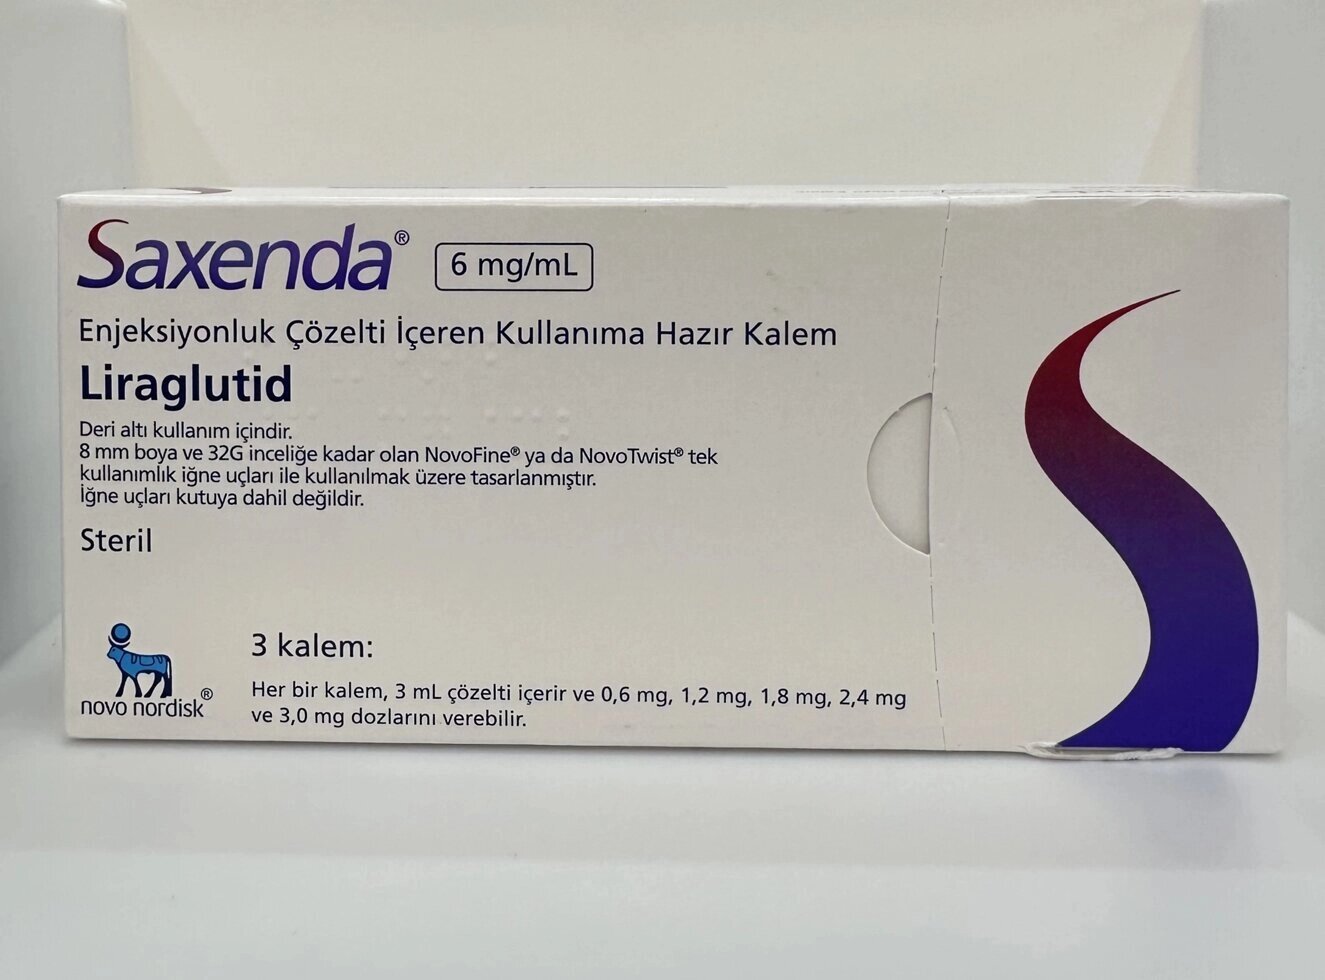 Saxenda® 6 mg/mL
Enjeksiyonluk Çözelti İçeren Kullanıma Hazır Kalem
Liraglutid
Deri altı kullanım içindir.
8 mm boya ve 32G inceliğe kadar olan NovoFine® ya da NovoTwist® tek
kullanımlık iğne uçları ile kullanılmak üzere tasarlanmıştır.
İğne uçları kutuya dahil değildir.
Steril
novo nordisk®
3 kalem:
Her bir kalem, 3 mL çözelti içerir ve 0,6 mg, 1,2 mg, 1,8 mg, 2,4 mg
ve 3,0 mg dozlarını verebilir.